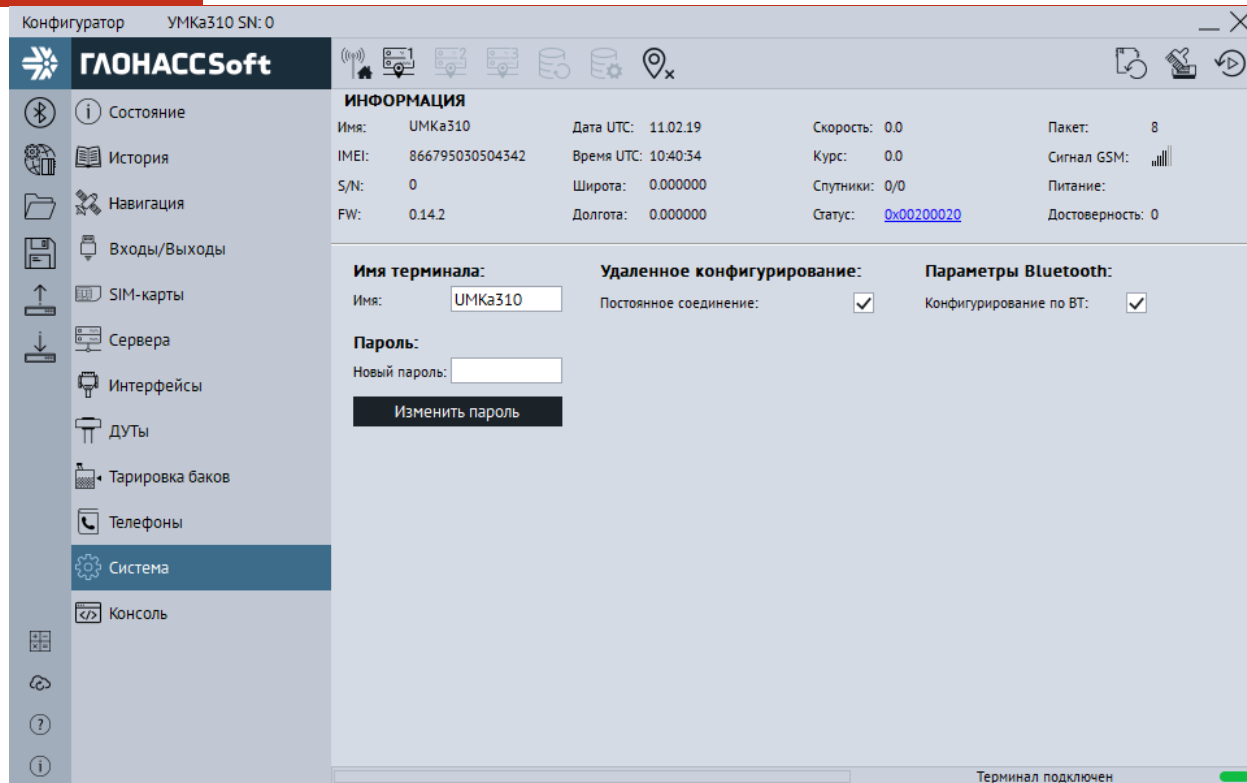 Конфигуратор УМКа310 SN: 0
ГЛОНАССSoft
1 2 3
Состояние
История
Навигация
Входы/Выходы
SIM-карты
Сервера
Интерфейсы
ДУТы
Тарировка баков
Телефоны
Система
Консоль
ИНФОРМАЦИЯ
Имя: UMKa310 Дата UTC: 11.02.19 Скорость: 0.0 Пакет: 8
IMEI: 866795030504342 Время UTC: 10:40:34 Курс: 0.0 Сигнал GSM:
S/N: 0 Широта: 0.000000 Спутники: 0/0 Питание:
FW: 0.14.2 Долгота: 0.000000 Статус: 0x00200020 Достоверность: 0
Имя терминала: Удаленное конфигурирование: Параметры Bluetooth:
Имя: UMKa310 Постоянное соединение: Конфигурирование по BT:
Пароль:
Новый пароль:
Изменить пароль
Терминал подключен